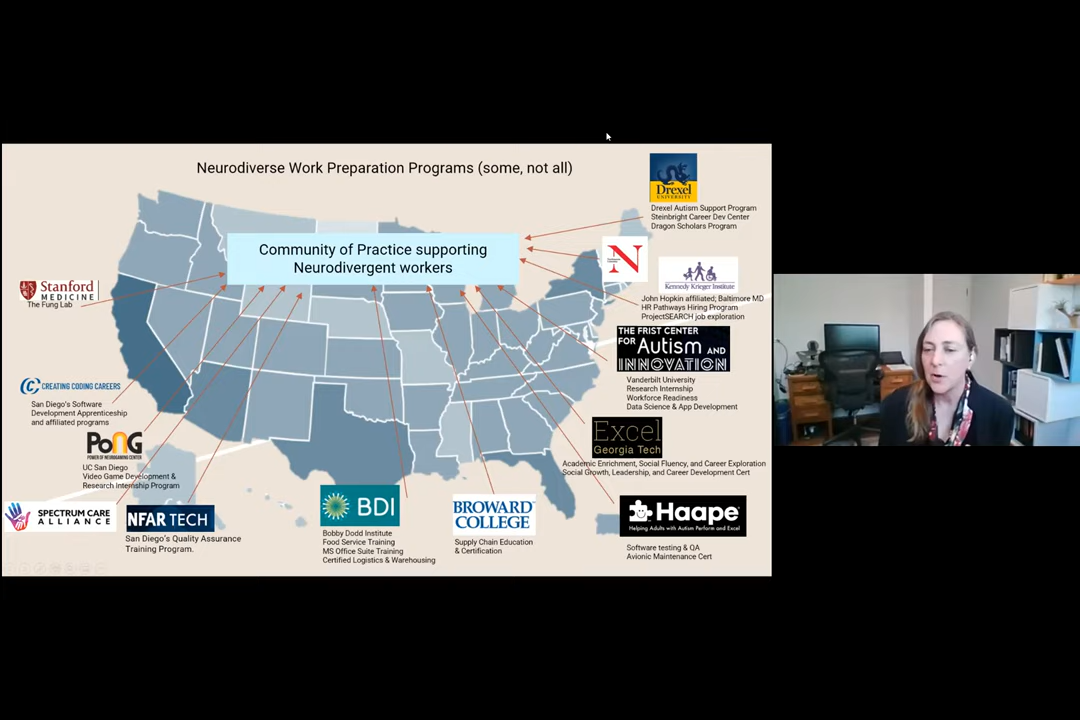 Neurodiverse Work Preparation Programs (some, not all)
Drexel
UNIVERSITY
Drexel Autism Support Program
Steinbright Career Dev Center
Dragon Scholars Program
Community of Practice supporting
Neurodivergent workers
N
Kennedy Krieger Institute
John Hopkin affiliated; Baltimore MD
HR Pathways Hiring Program
ProjectSEARCH job exploration
Stanford
MEDICINE
The Fung Lab
THE FRIST CENTER
FOR Autism AND
INNOVATION
Vanderbilt University
Research Internship
Workforce Readiness
Data Science & App Development
CREATING CODING CAREERS
San Diego's Software
Development Apprenticeship
and affiliated programs
PoNG
POWER OF NEUROGAMING CENTER
UC San Diego
Video Game Development &
Research Internship Program
Excel
Georgia Tech
Academic Enrichment, Social Fluency, and Career Exploration
Social Growth, Leadership, and Career Development Cert
SPECTRUM CARE
ALLIANCE
NFAR TECH
San Diego's Quality Assurance
Training Program.
BDI
Bobby Dodd Institute
Food Service Training
MS Office Suite Training
Certified Logistics & Warehousing
BROWARD
COLLEGE
Supply Chain Education
& Certification
Haape
Helping Adults with Autism Perform and Excel
Software testing & QA
Avionic Maintenance Cert